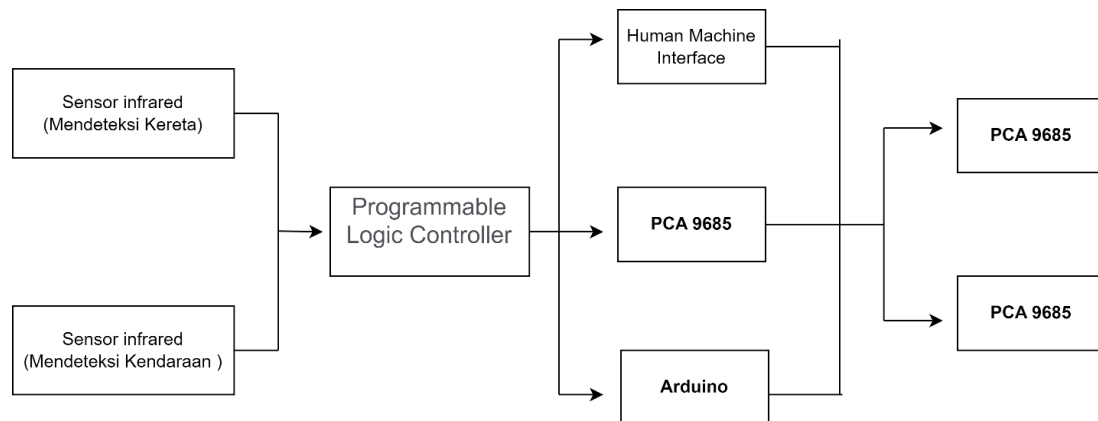 Sensor infrared
(Mendeteksi Kereta)
Sensor infrared
(Mendeteksi Kendaraan )
Programmable
Logic Controller
Human Machine
Interface
PCA 9685
Arduino
PCA 9685
PCA 9685